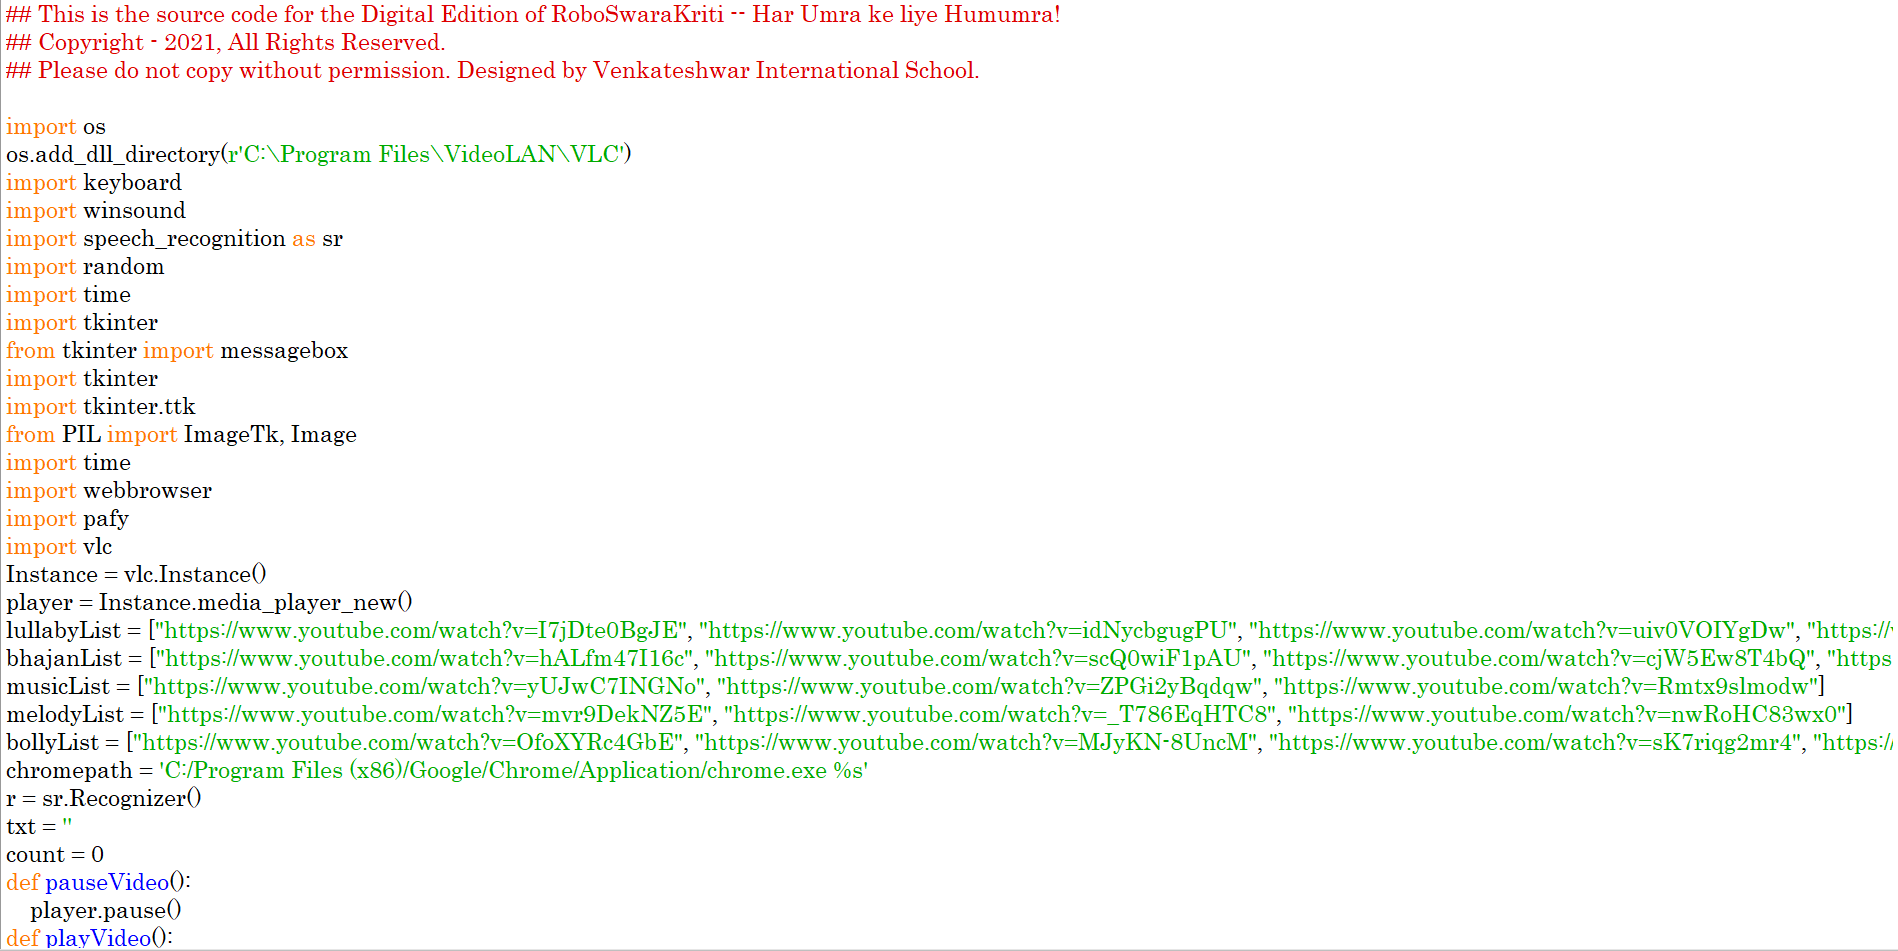 ## This is the source code for the Digital Edition of RoboSwaraKriti -- Har Umra ke liye Humumra!
## Copyright - 2021, All Rights Reserved.
## Please do not copy without permission. Designed by Venkateshwar International School.
import os
os.add_dll_directory(r'C:\Program Files\VideoLAN\VLC')
import keyboard
import winsound
import speech_recognition as sr
import random
import time
import tkinter
from tkinter import messagebox
import tkinter
import tkinter.ttk
from PIL import ImageTk, Image
import time
import webbrowser
import pafy
import vlc
Instance = vlc.Instance()
player = Instance.media_player_new()
lullabyList = ["https://www.youtube.com/watch?v=I7jDte0BgJE", "https://www.youtube.com/watch?v=idNycbgugPU", "https://www.youtube.com/watch?v=uiv0VOIYgDw", "https://
bhajanList = ["https://www.youtube.com/watch?v=hALfm47I16c", "https://www.youtube.com/watch?v=scQ0wiF1pAU", "https://www.youtube.com/watch?v=cjW5Ew8T4bQ", "https
musicList = ["https://www.youtube.com/watch?v=yUJwC7INGNo", "https://www.youtube.com/watch?v=ZPGi2yBqdqw", "https://www.youtube.com/watch?v=Rmtx9slmodw"]
melodyList = ["https://www.youtube.com/watch?v=mvr9DekNZ5E", "https://www.youtube.com/watch?v=_T786EqHTC8", "https://www.youtube.com/watch?v=nwRoHC83wx0"]
bollyList = ["https://www.youtube.com/watch?v=OfoXYRc4GbE", "https://www.youtube.com/watch?v=MJyKN-8UncM", "https://www.youtube.com/watch?v=sK7riqg2mr4", "https:/
chromepath = 'C:/Program Files (x86)/Google/Chrome/Application/chrome.exe %s'
r = sr.Recognizer()
txt = ''
count = 0
def pauseVideo():
    player.pause()
def playVideo():